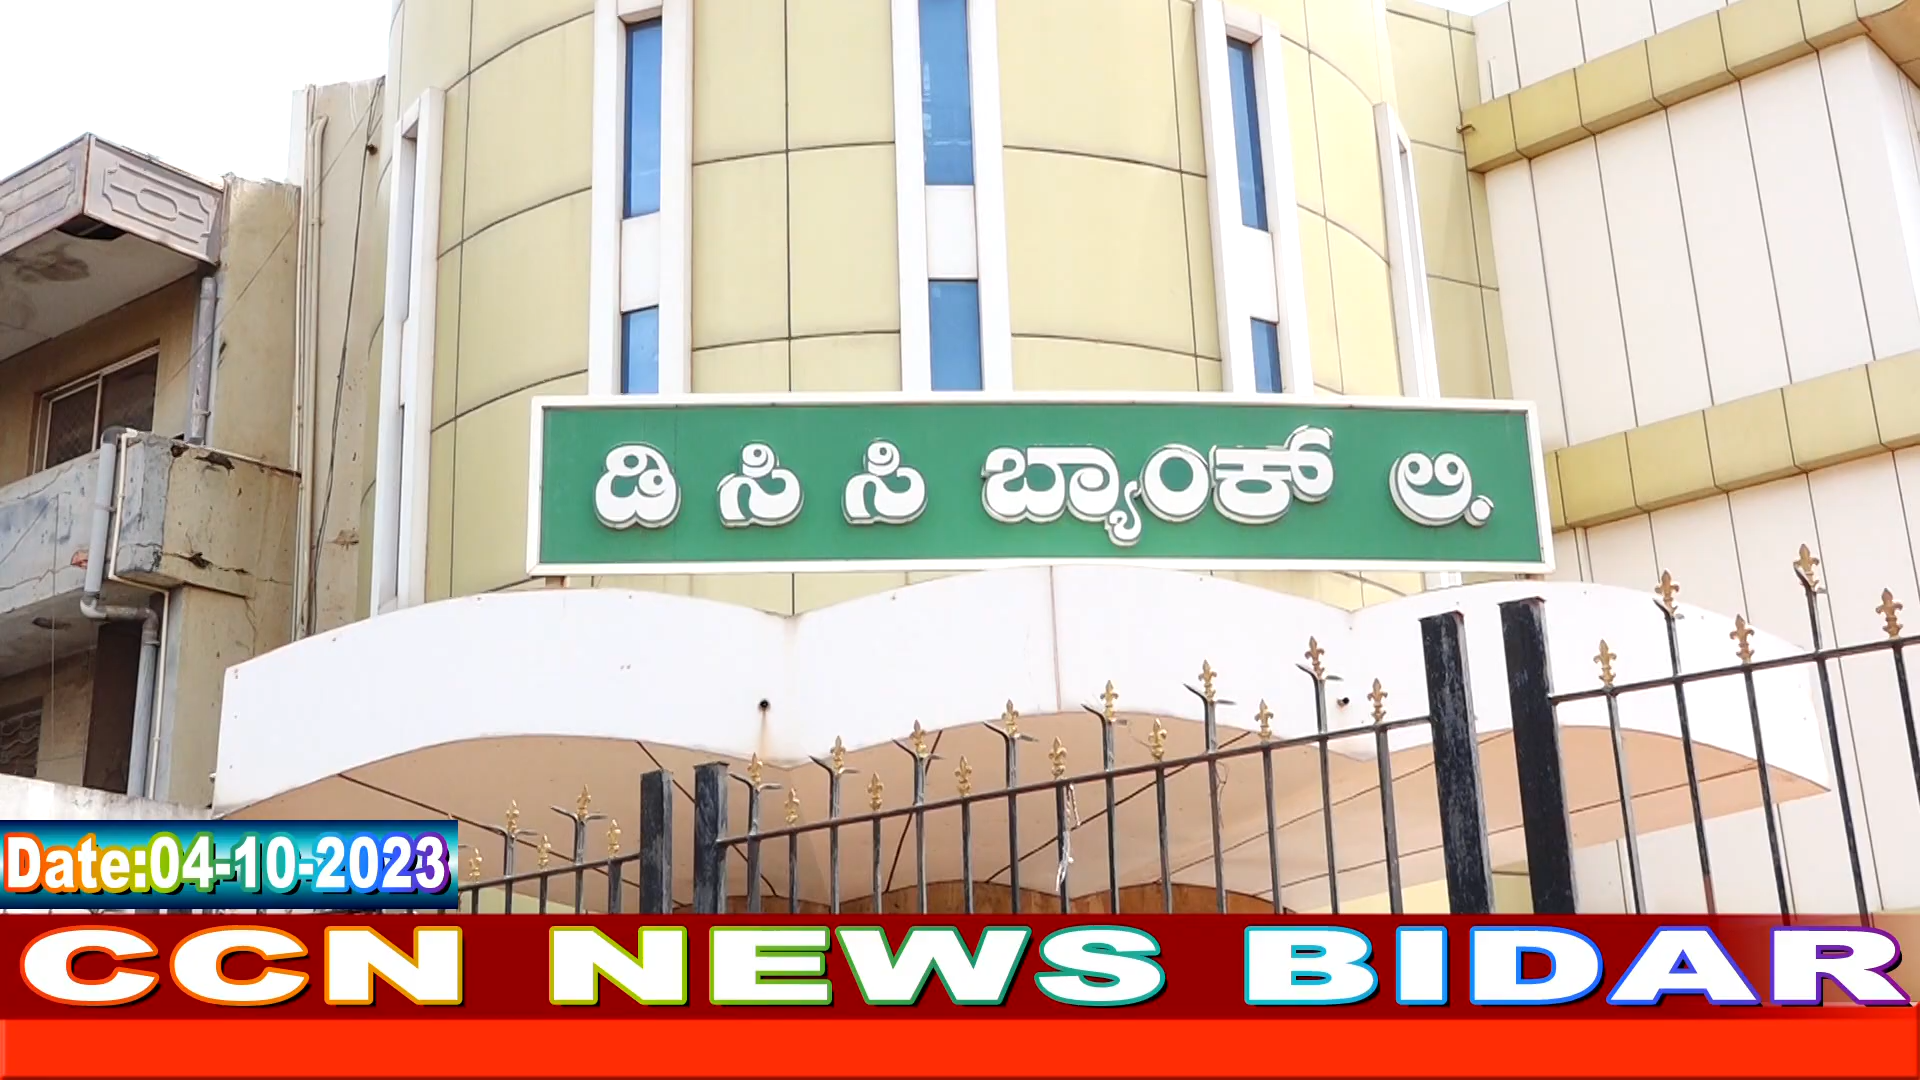 ಡಿ ಸಿ ಸಿ ಬ್ಯಾಂಕ್ ಲಿ.
Date:04-10-2023
CCN NEWS BIDAR